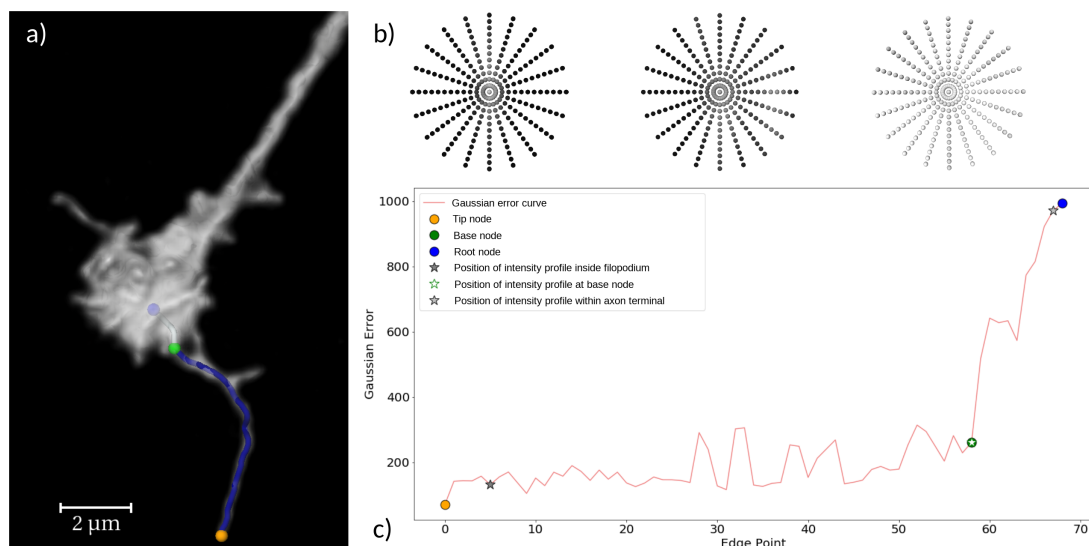 a)
2 μm
b)
Gaussian Error
1000
800
600
400
200
Gaussian error curve
Tip node
Base node
Root node
Position of intensity profile inside filopodium
Position of intensity profile at base node
Position of intensity profile within axon terminal
c)
0
10
20
30
40
50
60
70
Edge Point